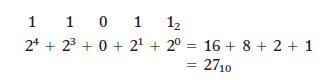 1 1 0 1 1₂
2⁴ + 2³ + 0 + 2¹ + 2⁰ = 16 + 8 + 2 + 1
= 27₁₀